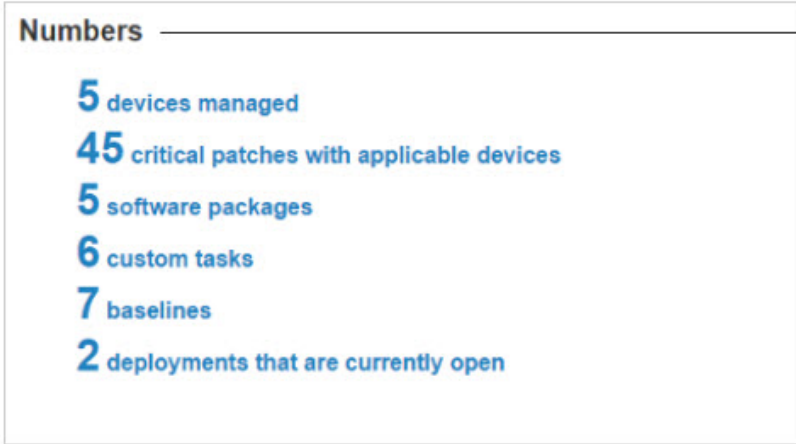 Numbers
5 devices managed
45 critical patches with applicable devices
5 software packages
6 custom tasks
7 baselines
2 deployments that are currently open